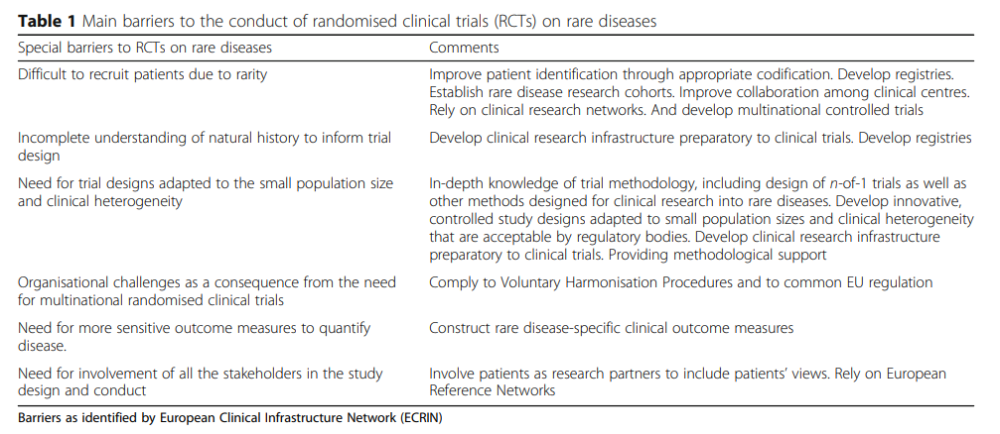 Table 1 Main barriers to the conduct of randomised clinical trials (RCTs) on rare diseases
Special barriers to RCTs on rare diseases Comments
Difficult to recruit patients due to rarity Improve patient identification through appropriate codification. Develop registries.
Establish rare disease research cohorts. Improve collaboration among clinical centres.
Rely on clinical research networks. And develop multinational controlled trials
Incomplete understanding of natural history to inform trial Develop clinical research infrastructure preparatory to clinical trials. Develop registries
design
Need for trial designs adapted to the small population size In-depth knowledge of trial methodology, including design of n-of-1 trials as well as
and clinical heterogeneity other methods designed for clinical research into rare diseases. Develop innovative,
controlled study designs adapted to small population sizes and clinical heterogeneity
that are acceptable by regulatory bodies. Develop clinical research infrastructure
preparatory to clinical trials. Providing methodological support
Organisational challenges as a consequence from the need Comply to Voluntary Harmonisation Procedures and to common EU regulation
for multinational randomised clinical trials
Need for more sensitive outcome measures to quantify Construct rare disease-specific clinical outcome measures
disease.
Need for involvement of all the stakeholders in the study Involve patients as research partners to include patients' views. Rely on European
design and conduct Reference Networks
Barriers as identified by European Clinical Infrastructure Network (ECRIN)